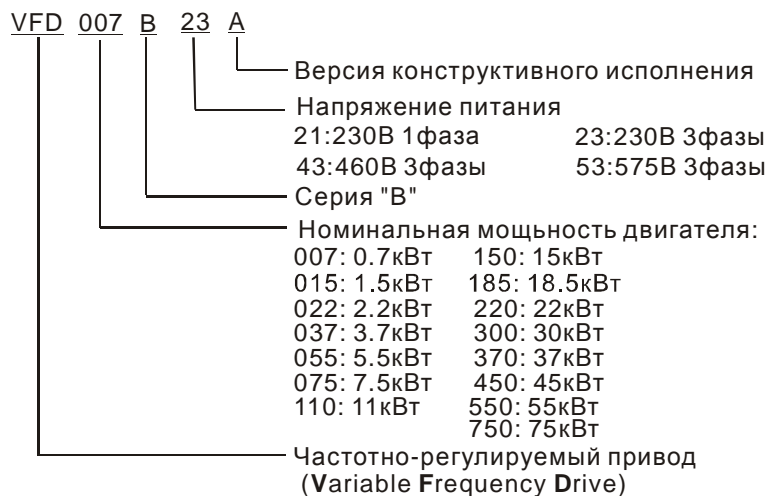 VFD 007 B 23 A
Версия конструктивного исполнения
Напряжение питания
21:230В 1фаза 23:230В 3фазы
43:460В 3фазы 53:575В 3фазы
Серия "В"
Номинальная мощьность двигателя:
007: 0.7кВт 150: 15кВт
015: 1.5кВт 185: 18.5кВт
022: 2.2кВт 220: 22кВт
037: 3.7кВт 300: 30кВт
055: 5.5кВт 370: 37кВт
075: 7.5кВт 450: 45кВт
110: 11кВт 550: 55кВт
750: 75кВт
Частотно-регулируемый привод
(Variable Frequency Drive)